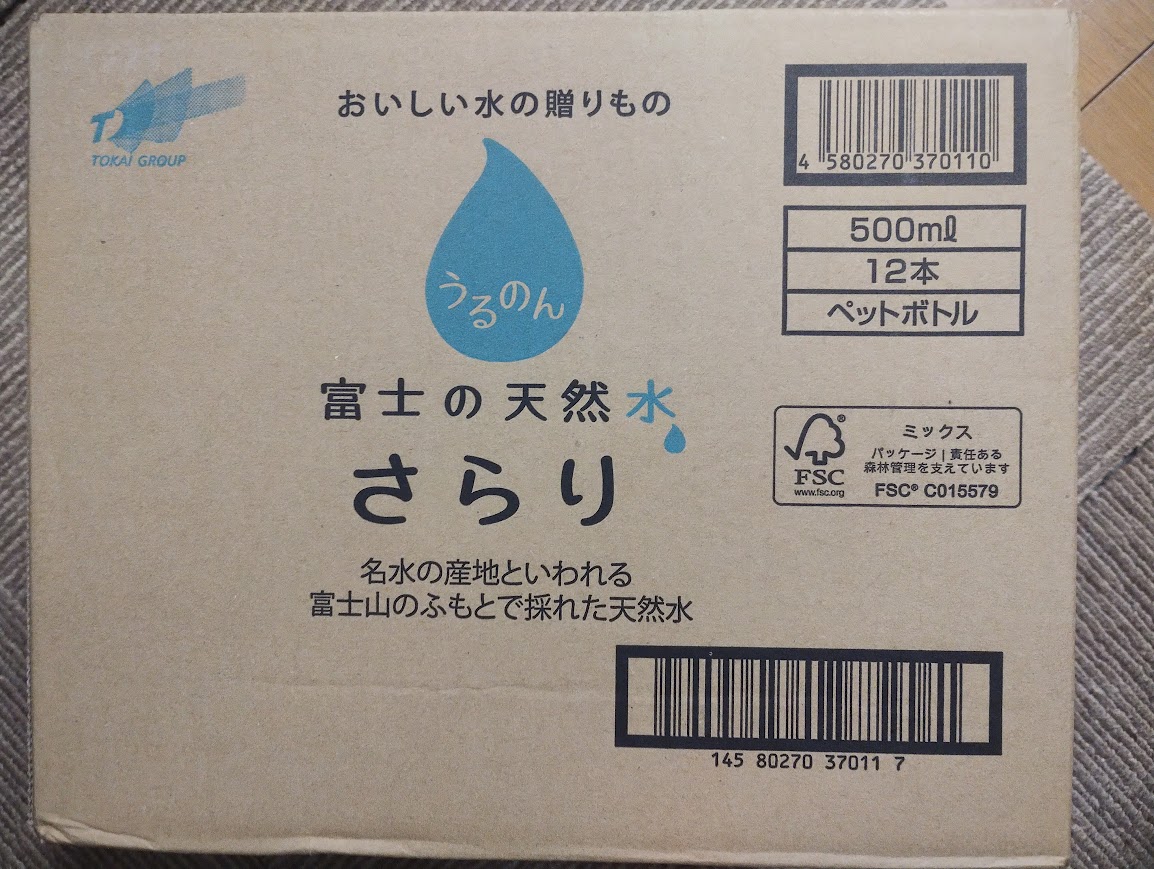 TOKAI GROUP
おいしい水の贈りもの
うるのん
富士の天然水
さらり
名水の産地といわれる
富士山のふもとで採れた天然水
4 580270 370110
500mℓ
12本
ペットボトル
FSC®
www.fsc.org
ミックス
パッケージ｜責任ある
森林管理を支えています
FSC® C015579
145 80270 37011 7